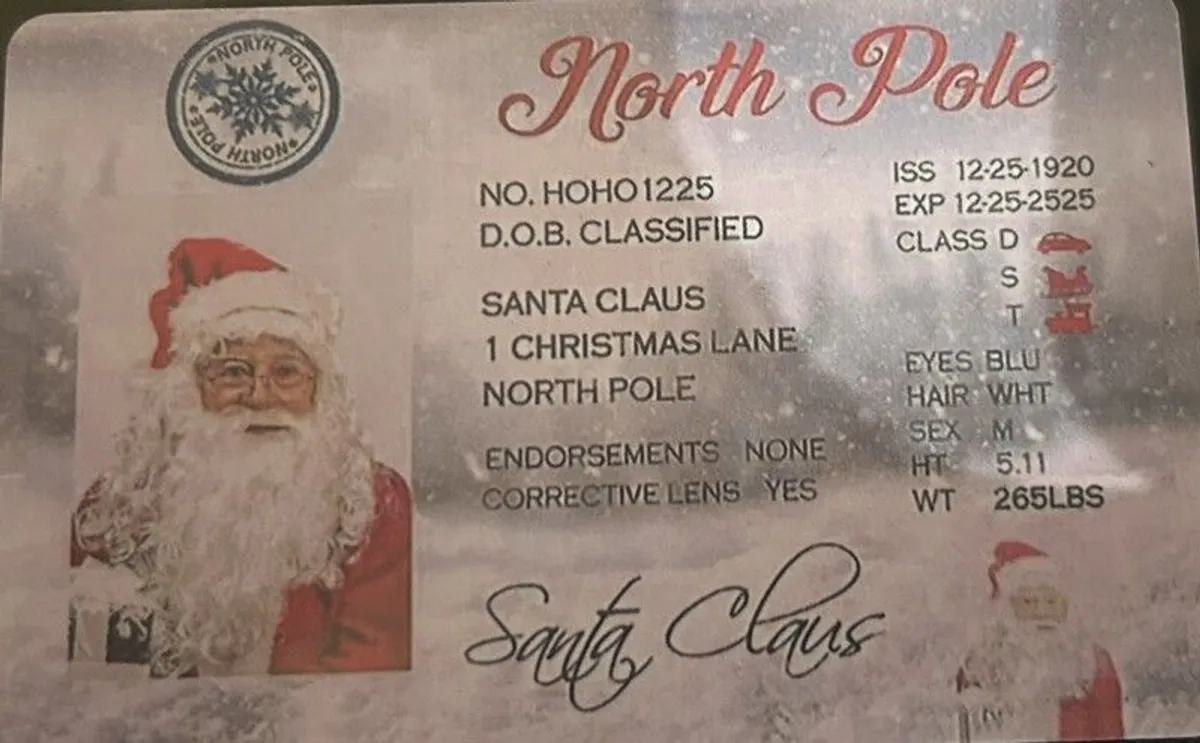 NORTH POLE
NORTH POLE
North Pole
NO. HOHO1225
D.O.B. CLASSIFIED
SANTA CLAUS
1 CHRISTMAS LANE
NORTH POLE
ENDORSEMENTS NONE
CORRECTIVE LENS YES
ISS 12-25-1920
EXP 12-25-2525
CLASS D
S
T
EYES BLU
HAIR WHT
SEX M
HT 5.11
WT 265LBS
Santa Claus